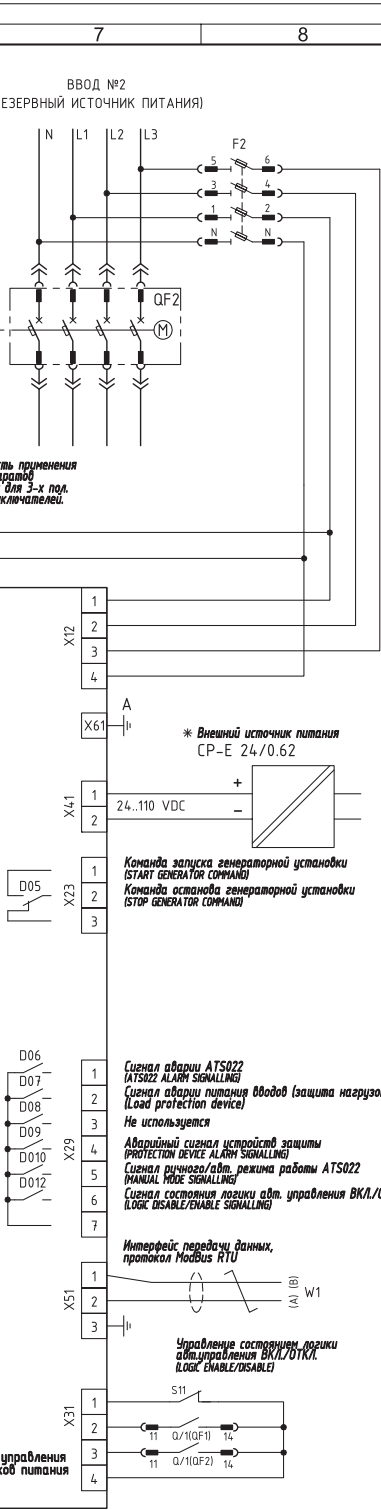 7 8
ВВОД №2
ЕЗЕРВНЫЙ ИСТОЧНИК ПИТАНИЯ)
N L1 L2 L3
F2
5 6
3 4
1 2
N N
QF2
M
ть применения
аратов
для 3-х пол.
ключателей.
X12
1
2
3
4
A
X61
* Внешний источник питания
CP-E 24/0.62
X41
1
2
+
24..110 VDC
–
X23
D05
1
2
3
Команда запуска генераторной установки
(START GENERATOR COMMAND)
Команда останова генераторной установки
(STOP GENERATOR COMMAND)
D06
D07
D08
D09
D010
D012
X29
1
2
3
4
5
6
7
Сигнал аварии ATS022
(ATS022 ALARM SIGNALLING)
Сигнал аварии питания вводов (защита нагрузо
(Load protection device)
Не используется
Аварийный сигнал устройств защиты
(PROTECTION DEVICE ALARM SIGNALLING)
Сигнал ручного/авт. режима работы ATS022
(MANUAL MODE SIGNALLING)
Сигнал состояния логики авт. управления ВКЛ./О
(LOGIC DISABLE/ENABLE SIGNALLING)
Интерфейс передачи данных,
протокол ModBus RTU
X51
1
2
3
(A) (B)
W1
Управление состоянием логики
авт.управления ВКЛ./ОТКЛ.
(LOGIC ENABLE/DISABLE)
X31
1
2
3
4
S11
11 Q/1(QF1) 14
11 Q/1(QF2) 14
управления
ков питания